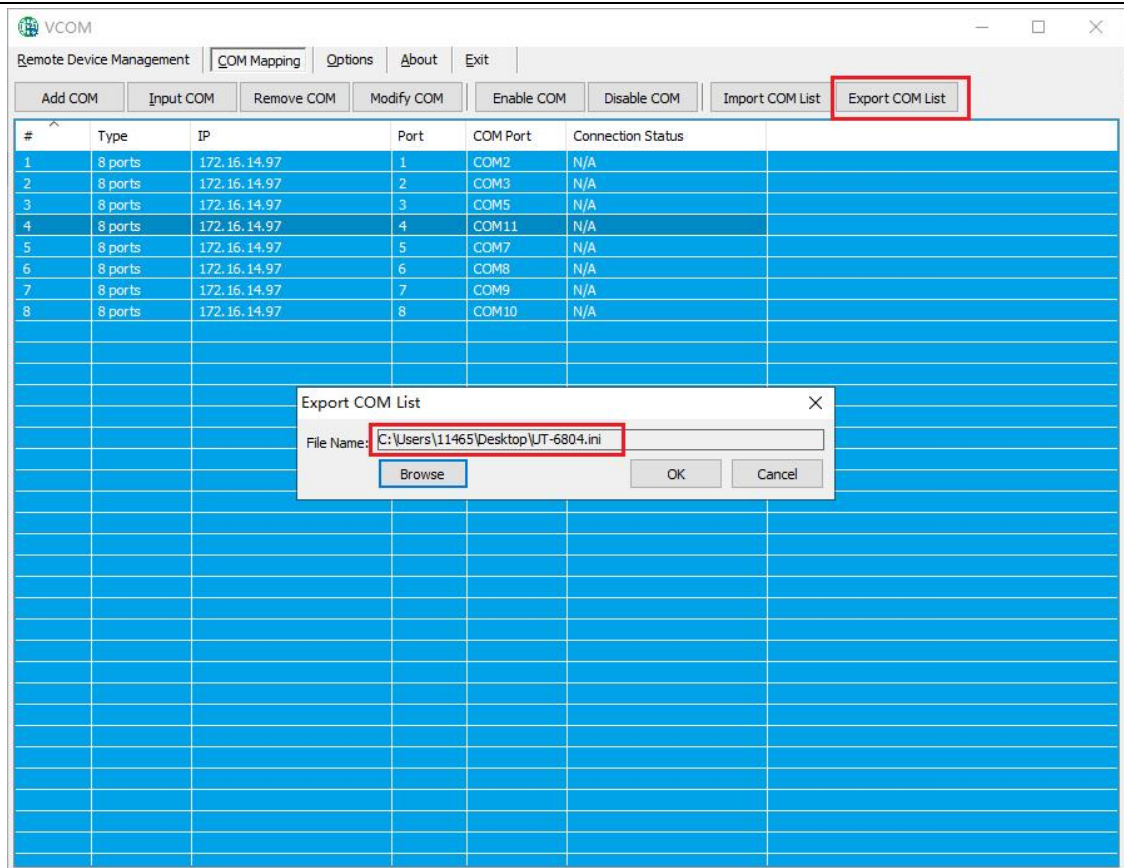 VCOM
Remote Device Management COM Mapping Options About Exit
Add COM Input COM Remove COM Modify COM Enable COM Disable COM Import COM List Export COM List
# Type IP Port COM Port Connection Status
1 8 ports 172.16.14.97 1 COM2 N/A
2 8 ports 172.16.14.97 2 COM3 N/A
3 8 ports 172.16.14.97 3 COM5 N/A
4 8 ports 172.16.14.97 4 COM11 N/A
5 8 ports 172.16.14.97 5 COM7 N/A
6 8 ports 172.16.14.97 6 COM8 N/A
7 8 ports 172.16.14.97 7 COM9 N/A
8 8 ports 172.16.14.97 8 COM10 N/A
Export COM List
File Name: C:\Users\11465\Desktop\UT-6804.ini
Browse OK Cancel